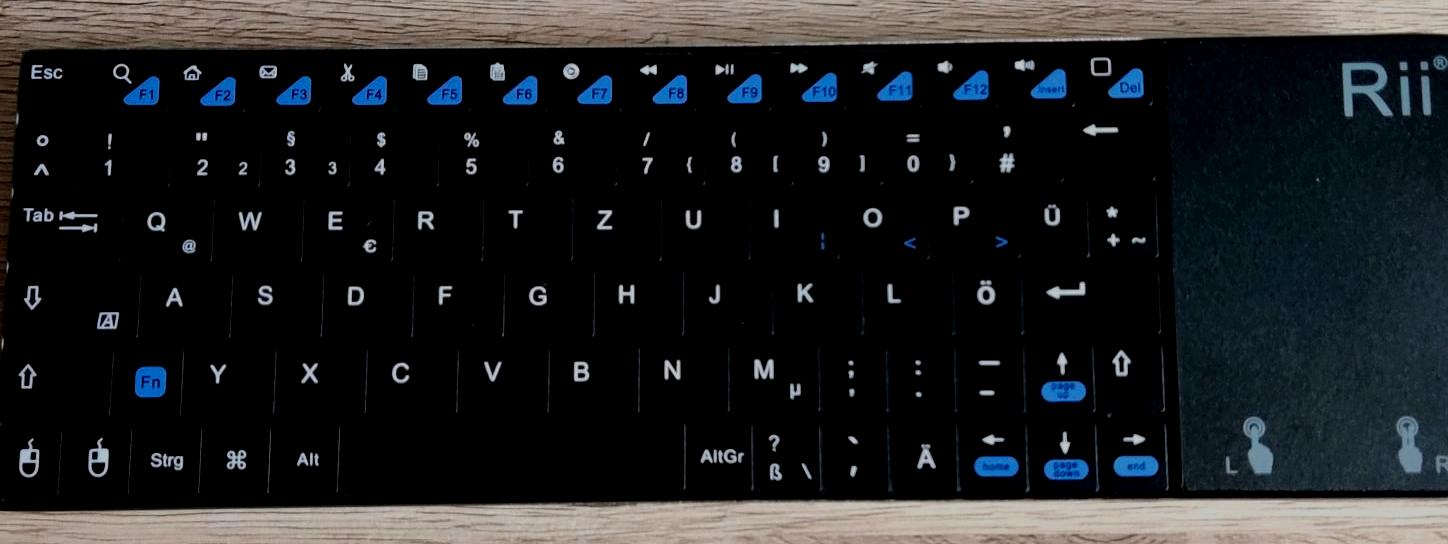 Esc F1 F2 F3 F4 F5 F6 F7 F8 F9 F10 F11 F12 Insert Del
Rii®
° ! " § $ % & / ( ) = '
^ 1 2 2 3 3 4 5 6 7 { 8 [ 9 ] 0 } #
Tab Q W E R T Z U I O P Ü *
@ € ¦ < > + ~
A S D F G H J K L Ö
A
Fn Y X C V B N M µ ; , : . _ - page up
Strg ⌘ Alt AltGr ? ß \ ` ´ Ä home page down end
L R